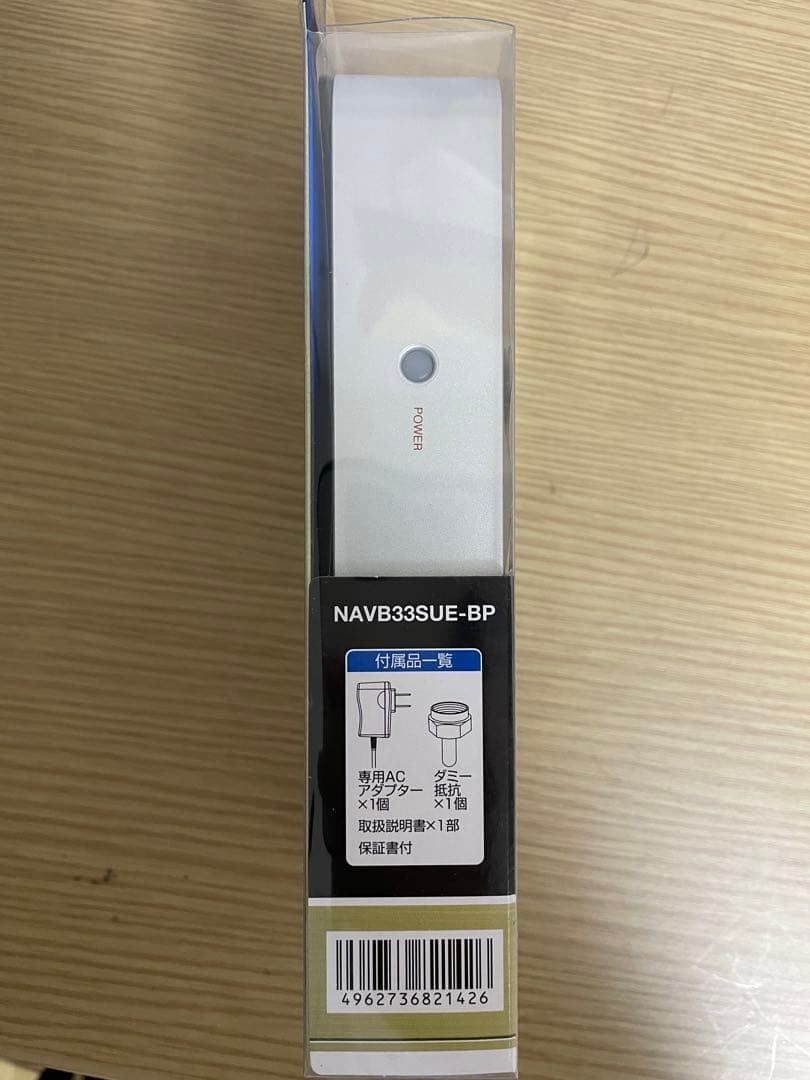 POWER
NAVB33SUE-BP
付属品一覧
専用AC
アダプター
×1個
ダミー
抵抗
×1個
取扱説明書×1部
保証書付
4962736821426